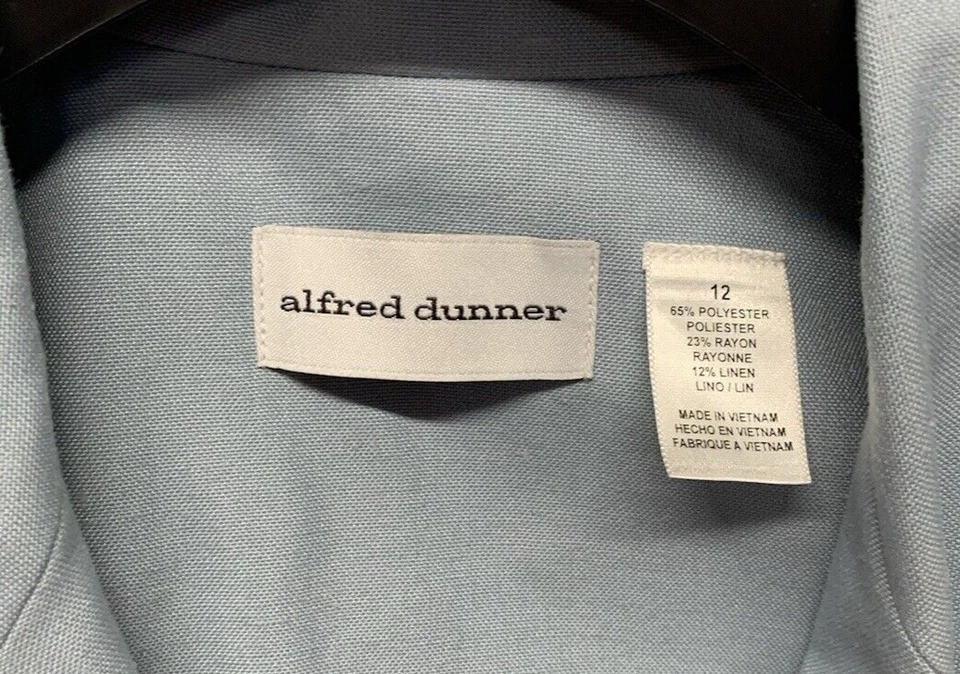 alfred dunner
12
65% POLYESTER
POLIESTER
23% RAYON
RAYONNE
12% LINEN
LINO / LIN
MADE IN VIETNAM
HECHO EN VIETNAM
FABRIQUE A VIETNAM